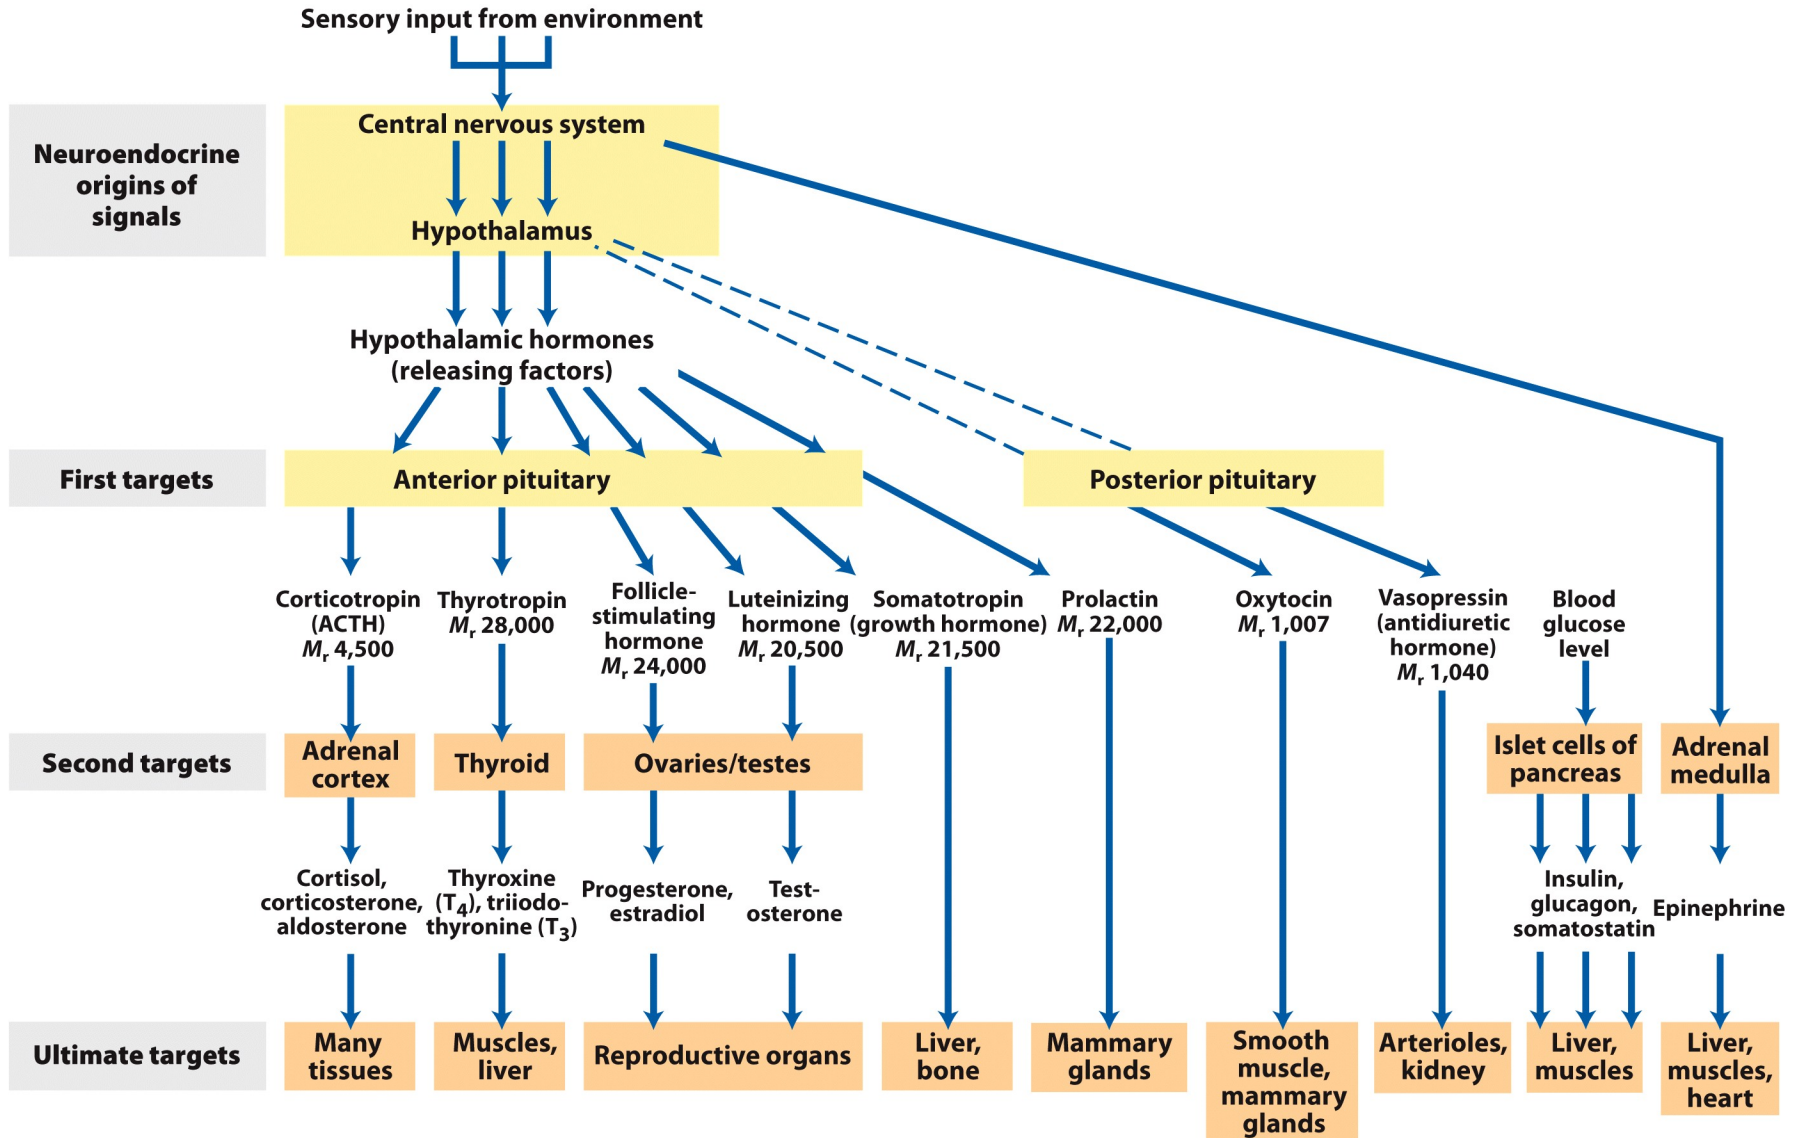 Sensory input from environment
Neuroendocrine
origins of
signals
Central nervous system
Hypothalamus
Hypothalamic hormones
(releasing factors)
First targets
Anterior pituitary
Posterior pituitary
Corticotropin
(ACTH)
Mr 4,500
Thyrotropin
Mr 28,000
Follicle-
stimulating
hormone
Mr 24,000
Luteinizing
hormone
Mr 20,500
Somatotropin
(growth hormone)
Mr 21,500
Prolactin
Mr 22,000
Oxytocin
Mr 1,007
Vasopressin
(antidiuretic
hormone)
Mr 1,040
Blood
glucose
level
Second targets
Adrenal
cortex
Thyroid
Ovaries/testes
Islet cells of
pancreas
Adrenal
medulla
Cortisol,
corticosterone,
aldosterone
Thyroxine
(T4), triiodo-
thyronine (T3)
Progesterone,
estradiol
Test-
osterone
Insulin,
glucagon,
somatostatin
Epinephrine
Ultimate targets
Many
tissues
Muscles,
liver
Reproductive organs
Liver,
bone
Mammary
glands
Smooth
muscle,
mammary
glands
Arterioles,
kidney
Liver,
muscles
Liver,
muscles,
heart